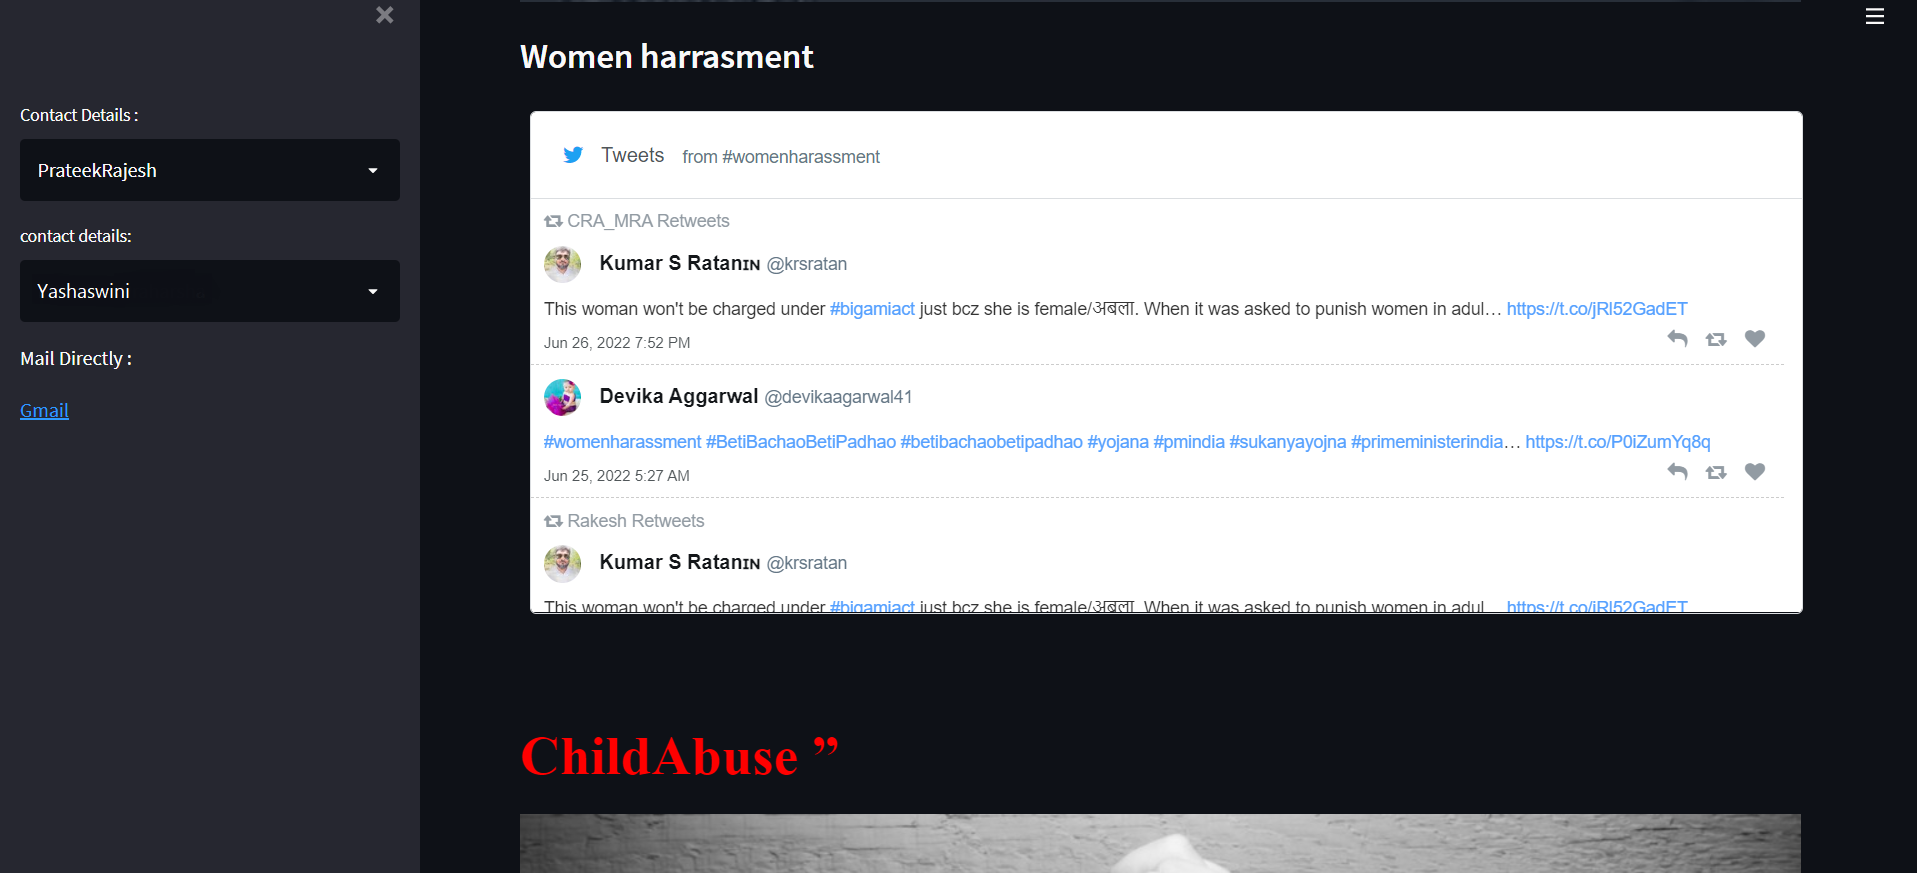 Contact Details :
PrateekRajesh
contact details:
Yashaswini
Mail Directly :
Gmail
Women harrasment
Tweets from #womenharassment
CRA_MRA Retweets
Kumar S Ratanɪɴ @krsratan
This woman won't be charged under #bigamiact just bcz she is female/अबला. When it was asked to punish women in adul… https://t.co/jRl52GadET
Jun 26, 2022 7:52 PM
Devika Aggarwal @devikaagarwal41
#womenharassment #BetiBachaoBetiPadhao #betibachaobetipadhao #yojana #pmindia #sukanyayojna #primeministerindia… https://t.co/P0iZumYq8q
Jun 25, 2022 5:27 AM
Rakesh Retweets
Kumar S Ratanɪɴ @krsratan
This woman won't be charged under #bigamiact just bcz she is female/अबला. When it was asked to punish women in adul… https://t.co/jRl52GadET
ChildAbuse ”